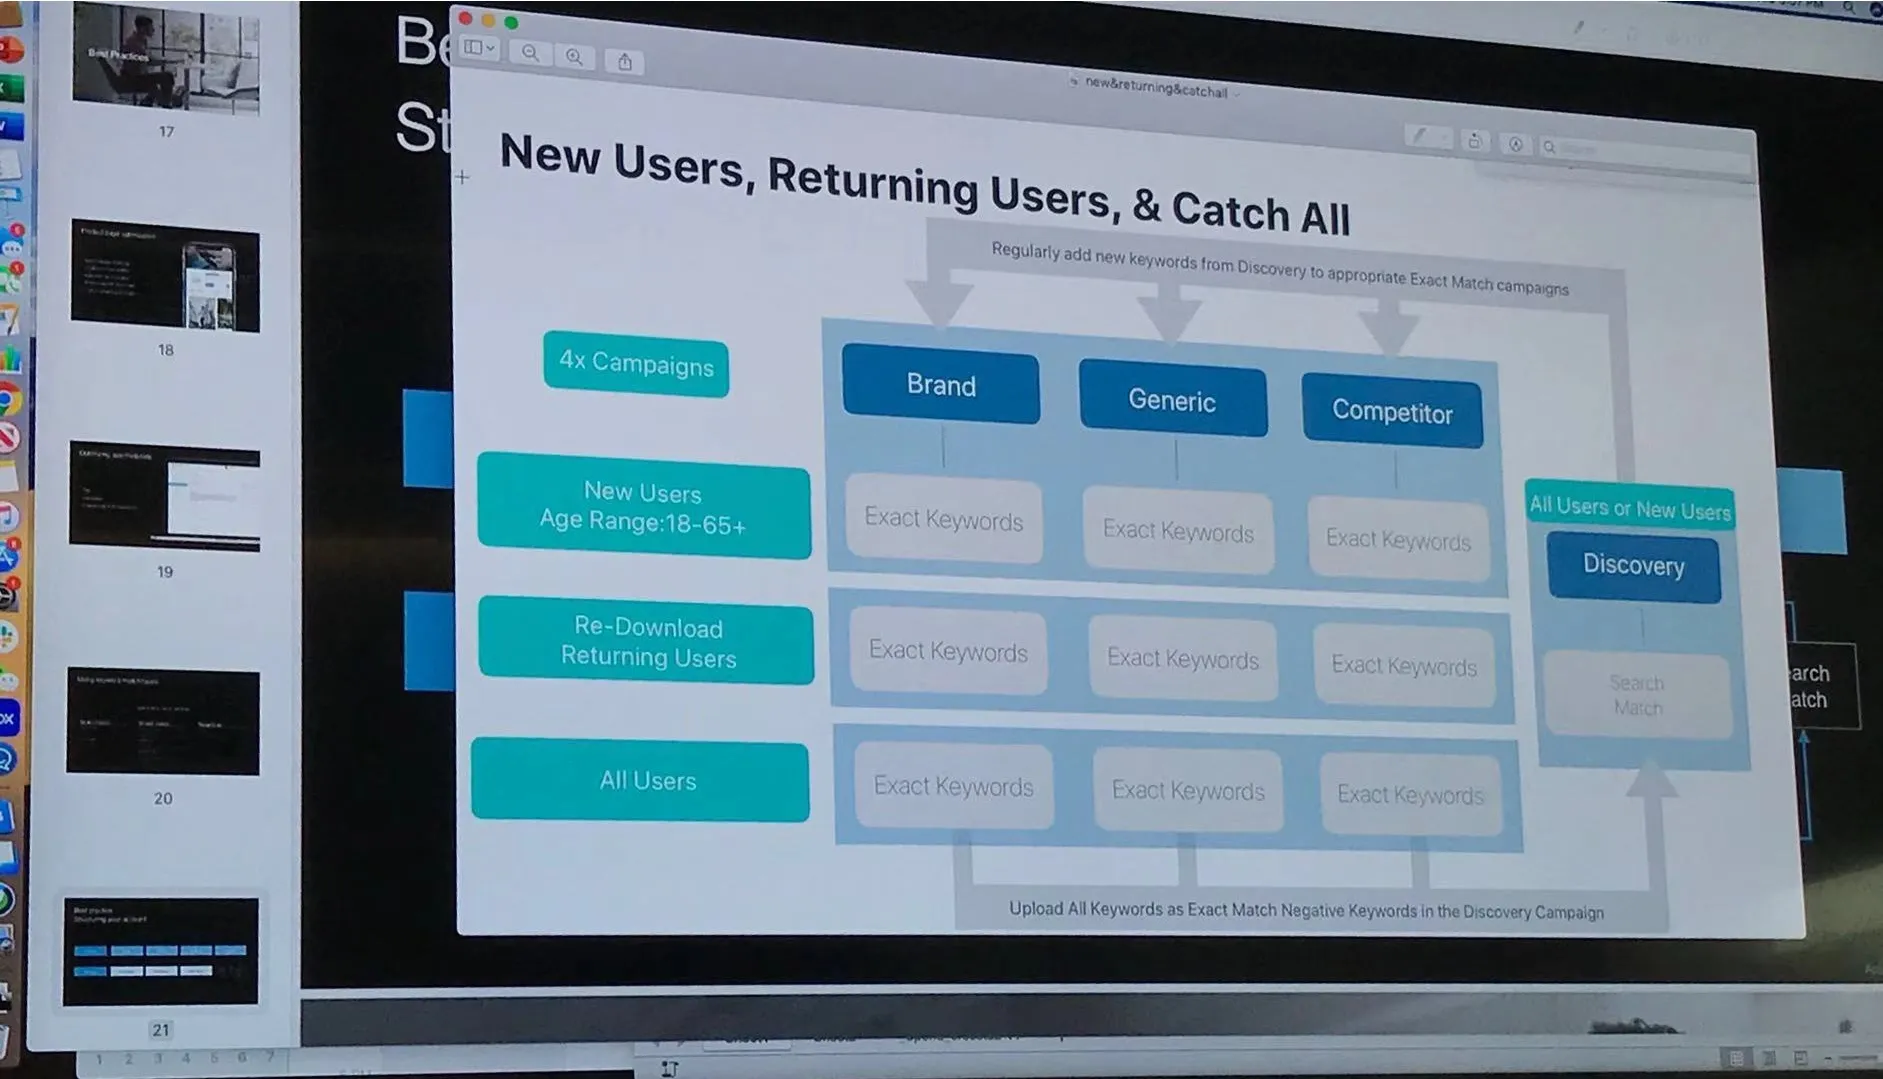 Best Practices
17
18
19
20
21
new&returning&catchall
New Users, Returning Users, & Catch All
Regularly add new keywords from Discovery to appropriate Exact Match campaigns
4x Campaigns
Brand
Generic
Competitor
New Users
Age Range:18-65+
Exact Keywords
Exact Keywords
Exact Keywords
All Users or New Users
Discovery
Re-Download
Returning Users
Exact Keywords
Exact Keywords
Exact Keywords
Search
Match
All Users
Exact Keywords
Exact Keywords
Exact Keywords
Upload All Keywords as Exact Match Negative Keywords in the Discovery Campaign
Be
St
arch
atch
1 2 3 4 5 6 7